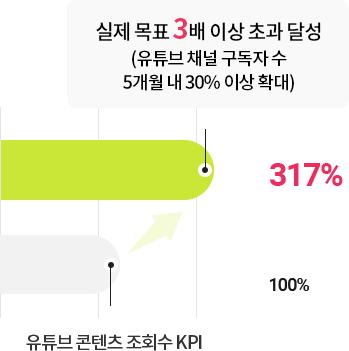 실제 목표 3배 이상 초과 달성
(유튜브 채널 구독자 수
5개월 내 30% 이상 확대)
317%
100%
유튜브 콘텐츠 조회수 KPI